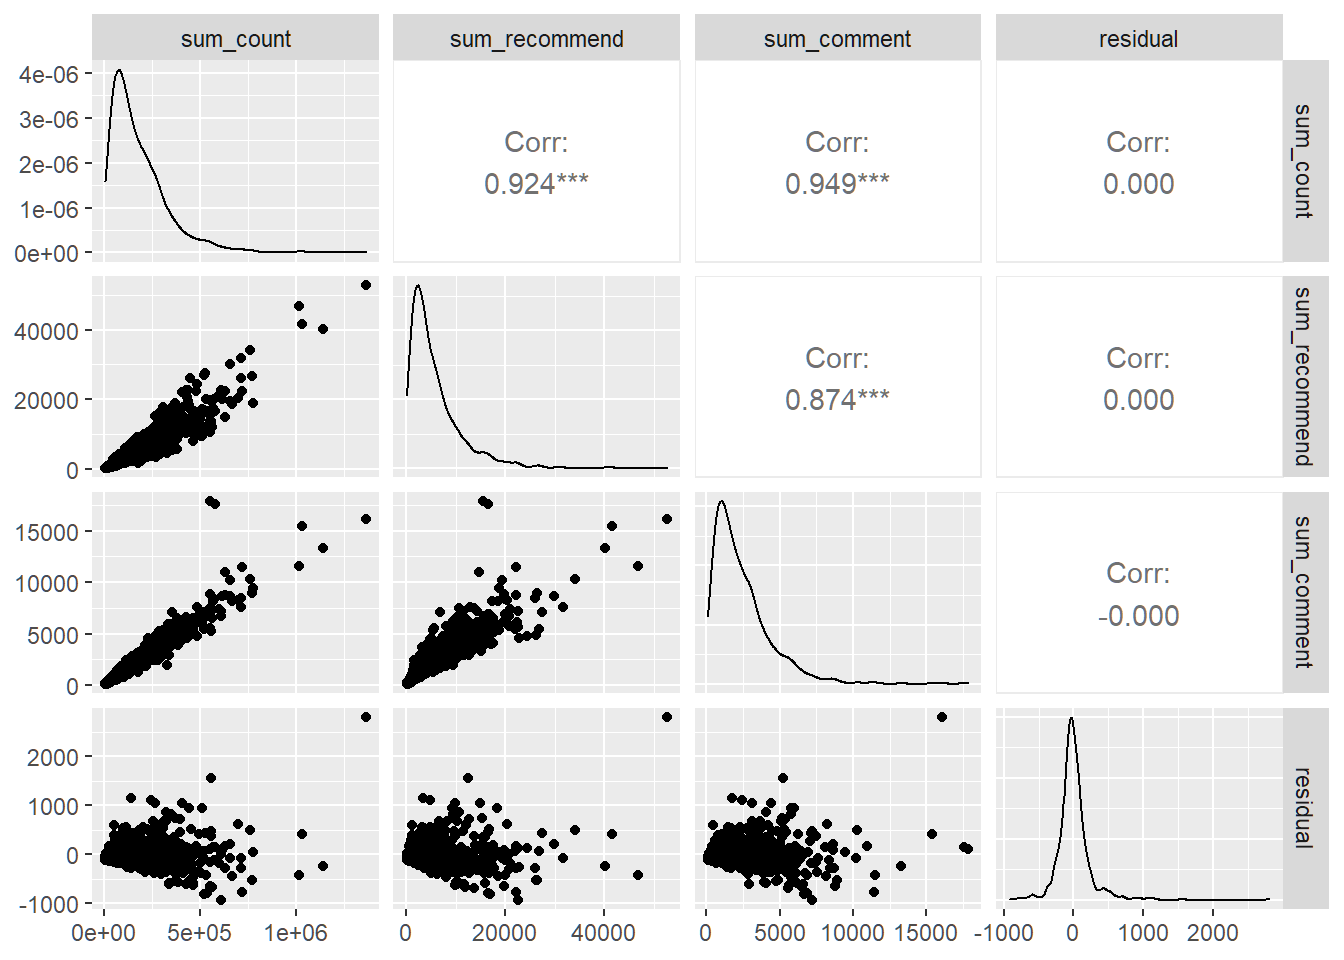 sum_count
sum_recommend
sum_comment
residual
4e-06
3e-06
2e-06
1e-06
0e+00
Corr:
0.924***
Corr:
0.949***
Corr:
0.000
sum_count
40000
20000
0
Corr:
0.874***
Corr:
0.000
sum_recommend
15000
10000
5000
0
Corr:
-0.000
sum_comment
2000
1000
0
-1000
residual
0e+00 5e+05 1e+06
0 20000 40000
0 5000 10000 15000
-1000 0 1000 2000